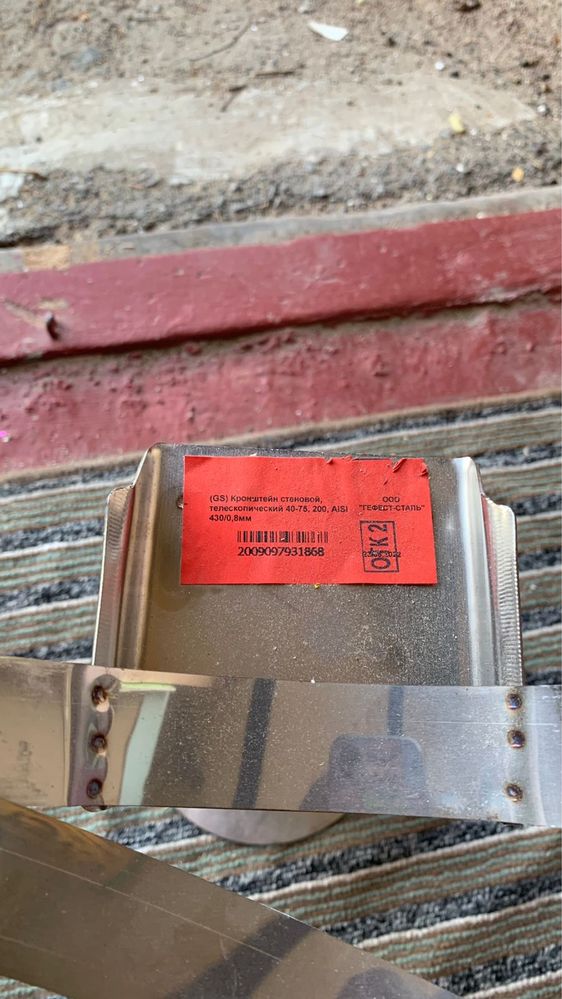 (GS) Кронштейн стеновой,
телескопический 40-75, 200, AISI
430/0,8мм
2009097931868
ООО
"ГЕФЕСТ-СТАЛЬ"
ОТК 2